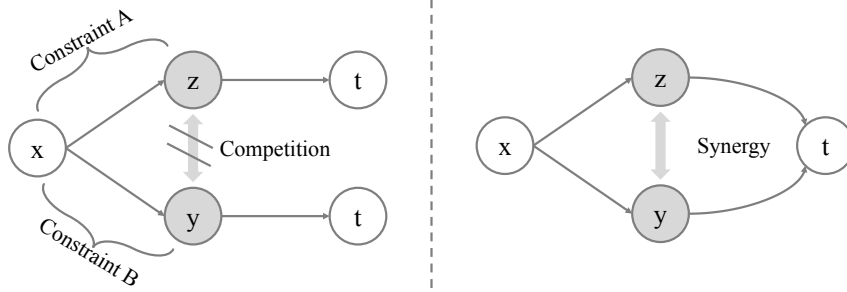 Constraint A
z
t
x
Competition
y
t
Constraint B
z
x
Synergy
t
y